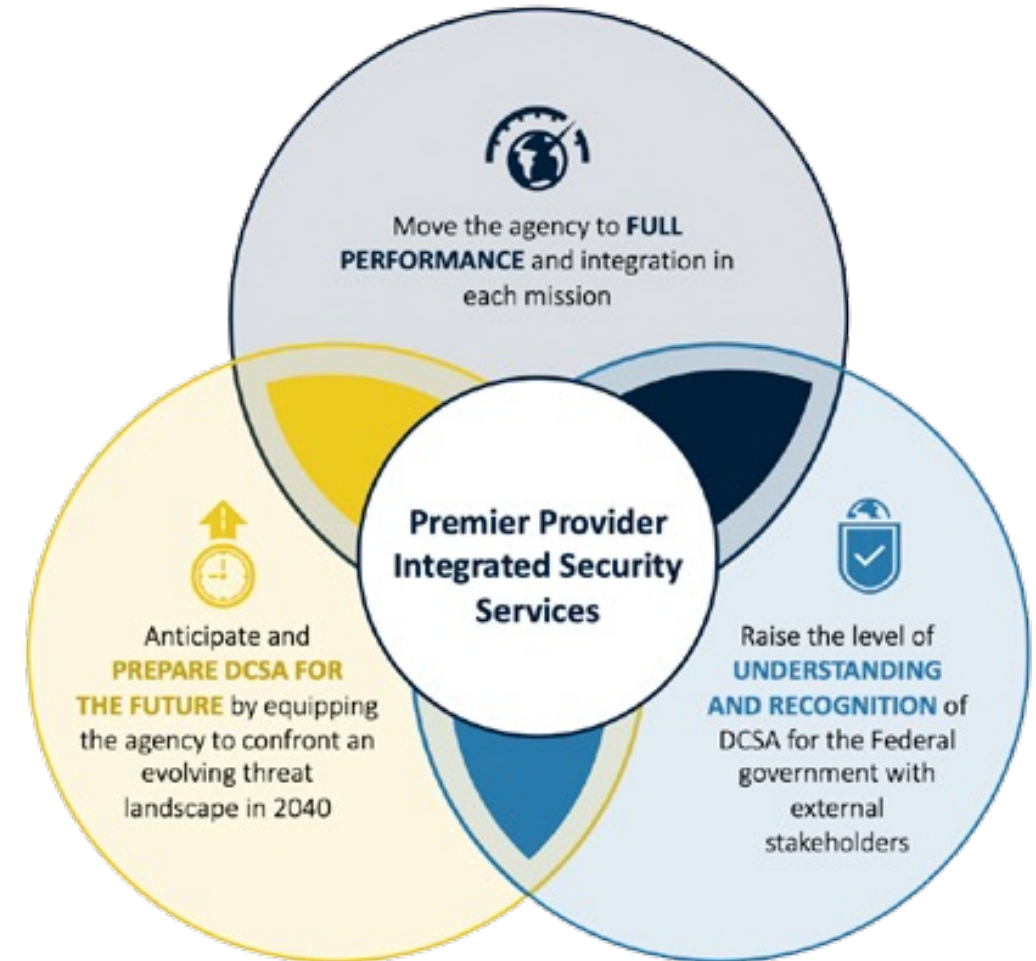 Move the agency to FULL
PERFORMANCE and integration in
each mission
Premier Provider
Integrated Security
Services
Anticipate and
PREPARE DCSA FOR
THE FUTURE by equipping
the agency to confront an
evolving threat
landscape in 2040
Raise the level of
UNDERSTANDING
AND RECOGNITION of
DCSA for the Federal
government with
external
stakeholders